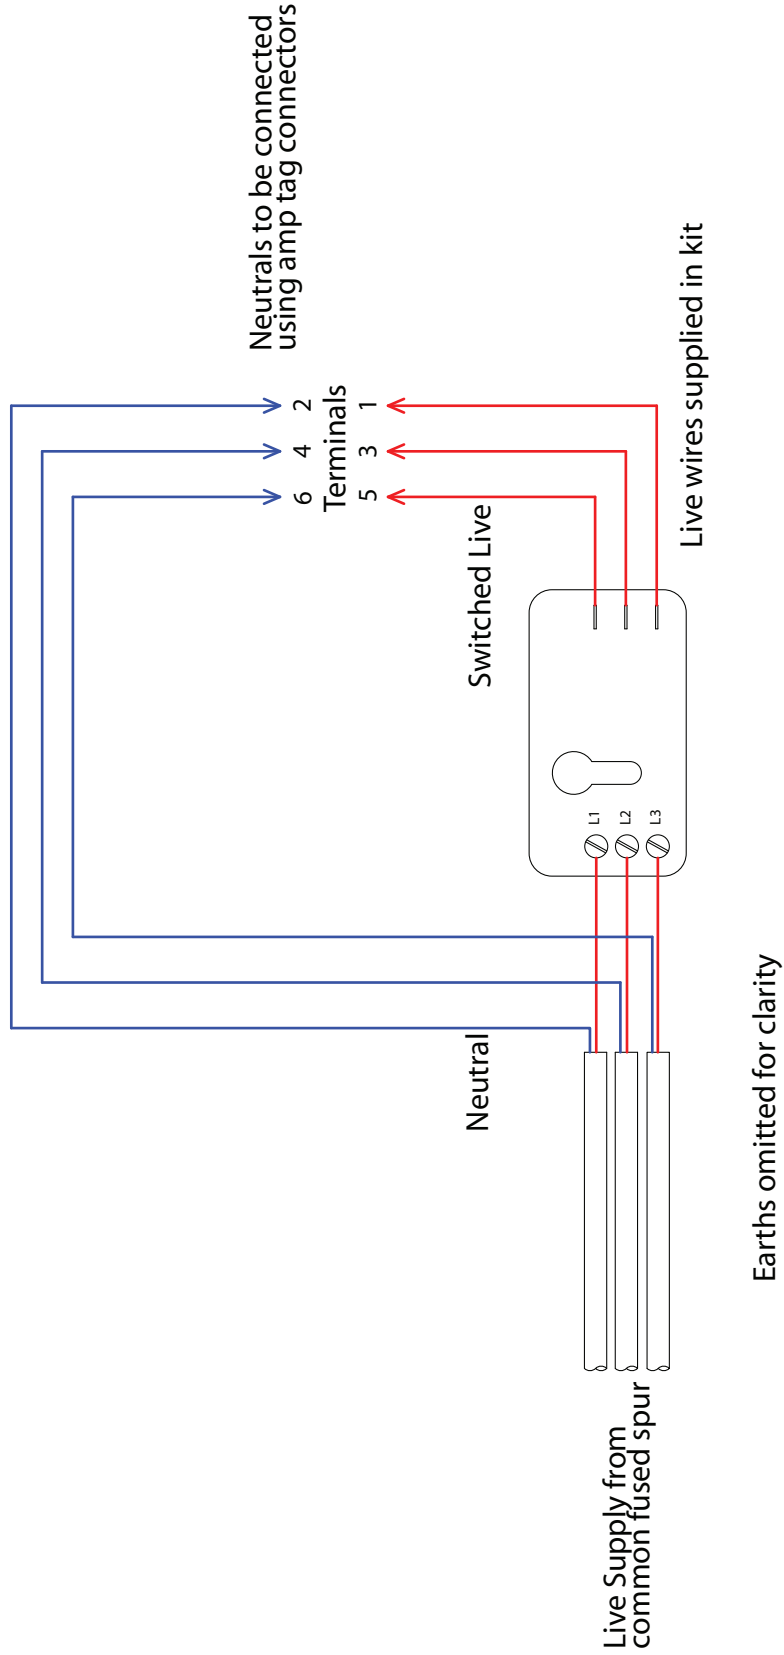 Neutrals to be connected
using amp tag connectors
2
4
6
Terminals
1
3
5
Switched Live
Live wires supplied in kit
L1
L2
L3
Neutral
Live Supply from
common fused spur
Earths omitted for clarity